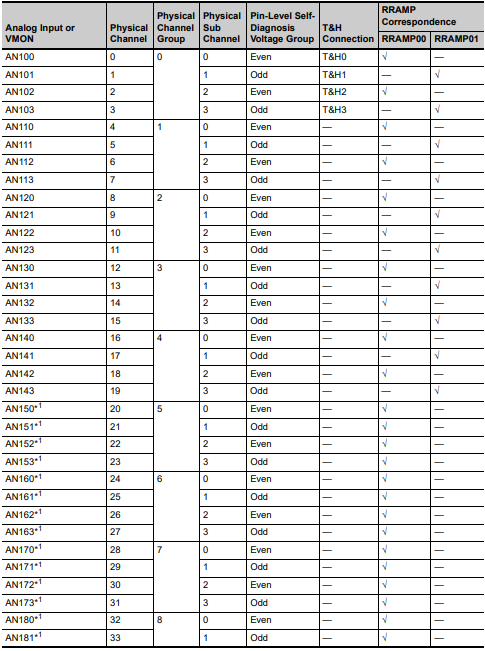 Analog Input or VMON | Physical Channel | Physical Channel Group | Physical Sub Channel | Pin-Level Self-Diagnosis Voltage Group | T&H Connection | RRAMP Correspondence
RRAMP00 | RRAMP01
AN100 | 0 | 0 | 0 | Even | T&H0 | √ | —
AN101 | 1 | 1 | Odd | T&H1 | — | √
AN102 | 2 | 2 | Even | T&H2 | √ | —
AN103 | 3 | 3 | Odd | T&H3 | — | √
AN110 | 4 | 1 | 0 | Even | — | √ | —
AN111 | 5 | 1 | Odd | — | — | √
AN112 | 6 | 2 | Even | — | √ | —
AN113 | 7 | 3 | Odd | — | — | √
AN120 | 8 | 2 | 0 | Even | — | √ | —
AN121 | 9 | 1 | Odd | — | — | √
AN122 | 10 | 2 | Even | — | √ | —
AN123 | 11 | 3 | Odd | — | — | √
AN130 | 12 | 3 | 0 | Even | — | √ | —
AN131 | 13 | 1 | Odd | — | — | √
AN132 | 14 | 2 | Even | — | √ | —
AN133 | 15 | 3 | Odd | — | — | √
AN140 | 16 | 4 | 0 | Even | — | √ | —
AN141 | 17 | 1 | Odd | — | — | √
AN142 | 18 | 2 | Even | — | √ | —
AN143 | 19 | 3 | Odd | — | — | √
AN150*1 | 20 | 5 | 0 | Even | — | √ | —
AN151*1 | 21 | 1 | Odd | — | √ | —
AN152*1 | 22 | 2 | Even | — | √ | —
AN153*1 | 23 | 3 | Odd | — | √ | —
AN160*1 | 24 | 6 | 0 | Even | — | √ | —
AN161*1 | 25 | 1 | Odd | — | √ | —
AN162*1 | 26 | 2 | Even | — | √ | —
AN163*1 | 27 | 3 | Odd | — | √ | —
AN170*1 | 28 | 7 | 0 | Even | — | √ | —
AN171*1 | 29 | 1 | Odd | — | √ | —
AN172*1 | 30 | 2 | Even | — | √ | —
AN173*1 | 31 | 3 | Odd | — | √ | —
AN180*1 | 32 | 8 | 0 | Even | — | √ | —
AN181*1 | 33 | 1 | Odd | — | √ | —